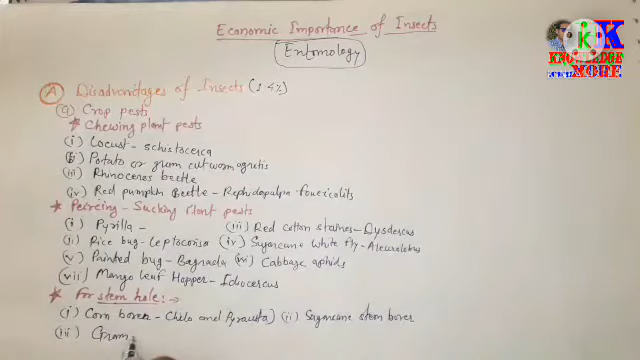 Economic Importance of Insects
Entomology
K K
KNOWLEDGE
MORE
(A) Disadvantages of Insects (1.4%)
(a) Crop pests
* Chewing plant pests
(i) Locust - schistocerca
(ii) Potato or gram cutworm agrotis
(iii) Rhinoceros beetle
(iv) Red pumpkin Beetle - Raphidopalpa foveicolits
* Peircing - Sucking Plant pests
(i) Pyrilla - (iii) Red cotton staines - Dysdercus
(ii) Rice bug - Leptocorisa (iv) Sugarcane white fly - Aleurolobus
(v) Painted bug - Bagrada (vi) Cabbage aphids
(vii) Mango Leaf Hopper - Idiocercus
* For stem hole :→
(i) Corn borer - Chilo and Pyrausta) (ii) Sugarcane stem borer
(iii) Gram